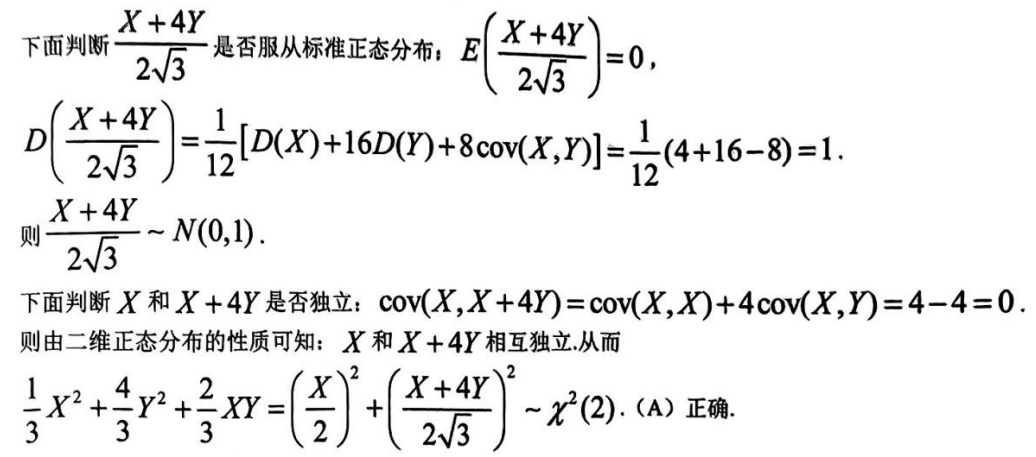 下面判断 $\frac{X+4Y}{2\sqrt{3}}$ 是否服从标准正态分布: $E\left(\frac{X+4Y}{2\sqrt{3}}\right)=0$,
$D\left(\frac{X+4Y}{2\sqrt{3}}\right)=\frac{1}{12}[D(X)+16D(Y)+8\text{cov}(X,Y)]=\frac{1}{12}(4+16-8)=1$.
则 $\frac{X+4Y}{2\sqrt{3}}\sim N(0,1)$.
下面判断 $X$ 和 $X+4Y$ 是否独立: $\text{cov}(X,X+4Y)=\text{cov}(X,X)+4\text{cov}(X,Y)=4-4=0$.
则由二维正态分布的性质可知: $X$ 和 $X+4Y$ 相互独立.从而
$\frac{1}{3}X^2+\frac{4}{3}Y^2+\frac{2}{3}XY=\left(\frac{X}{2}\right)^2+\left(\frac{X+4Y}{2\sqrt{3}}\right)^2\sim\chi^2(2)$.(A) 正确.